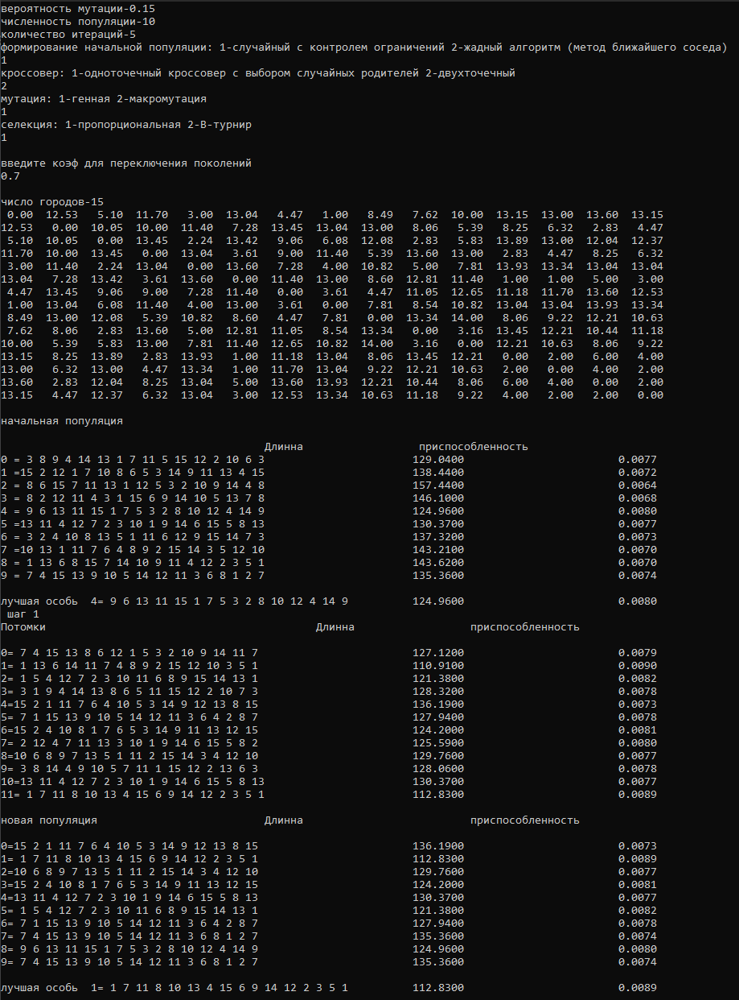 вероятность мутации-0.15
численность популяции-10
количество итераций-5
формирование начальной популяции: 1-случайный с контролем ограничений 2-жадный алгоритм (метод ближайшего соседа)
1
кроссовер: 1-одноточечный кроссовер с выбором случайных родителей 2-двухточечный
2
мутация: 1-генная 2-макромутация
1
селекция: 1-пропорциональная 2-В-турнир
1
введите коэф для переключения поколений
0.7
число городов-15
0.00 12.53 5.10 11.70 3.00 13.04 4.47 1.00 8.49 7.62 10.00 13.15 13.00 13.60 13.15
12.53 0.00 10.05 10.00 11.40 7.28 13.45 13.04 13.00 8.06 5.39 8.25 6.32 2.83 4.47
5.10 10.05 0.00 13.45 2.24 13.42 9.06 6.08 12.08 2.83 5.83 13.89 13.00 12.04 12.37
11.70 10.00 13.45 0.00 13.04 3.61 9.00 11.40 5.39 13.60 13.00 2.83 4.47 8.25 6.32
3.00 11.40 2.24 13.04 0.00 13.60 7.28 4.00 10.82 5.00 7.81 13.93 13.34 13.04 13.04
13.04 7.28 13.42 3.61 13.60 0.00 11.40 13.00 8.60 12.81 11.40 1.00 1.00 5.00 3.00
4.47 13.45 9.06 9.00 7.28 11.40 0.00 3.61 4.47 11.05 12.65 11.18 11.70 13.60 12.53
1.00 13.04 6.08 11.40 4.00 13.00 3.61 0.00 7.81 8.54 10.82 13.04 13.04 13.93 13.34
8.49 13.00 12.08 5.39 10.82 8.60 4.47 7.81 0.00 13.34 14.00 8.06 9.22 12.21 10.63
7.62 8.06 2.83 13.60 5.00 12.81 11.05 8.54 13.34 0.00 3.16 13.45 12.21 10.44 11.18
10.00 5.39 5.83 13.00 7.81 11.40 12.65 10.82 14.00 3.16 0.00 12.21 10.63 8.06 9.22
13.15 8.25 13.89 2.83 13.93 1.00 11.18 13.04 8.06 13.45 12.21 0.00 2.00 6.00 4.00
13.00 6.32 13.00 4.47 13.34 1.00 11.70 13.04 9.22 12.21 10.63 2.00 0.00 4.00 2.00
13.60 2.83 12.04 8.25 13.04 5.00 13.60 13.93 12.21 10.44 8.06 6.00 4.00 0.00 2.00
13.15 4.47 12.37 6.32 13.04 3.00 12.53 13.34 10.63 11.18 9.22 4.00 2.00 2.00 0.00
начальная популяция
Длинна приспособленность
0 = 3 8 9 4 14 13 1 7 11 5 15 12 2 10 6 3 129.0400 0.0077
1 =15 2 12 1 7 10 8 6 5 3 14 9 11 13 4 15 138.4400 0.0072
2 = 8 6 15 7 11 13 1 12 5 3 2 10 9 14 4 8 157.4400 0.0064
3 = 8 2 12 11 4 3 1 15 6 9 14 10 5 13 7 8 146.1000 0.0068
4 = 9 6 13 11 15 1 7 5 3 2 8 10 12 4 14 9 124.9600 0.0080
5 =13 11 4 12 7 2 3 10 1 9 14 6 15 5 8 13 130.3700 0.0077
6 = 3 2 4 10 8 13 5 1 11 6 12 9 15 14 7 3 137.3200 0.0073
7 =10 13 1 11 7 6 4 8 9 2 15 14 3 5 12 10 143.2100 0.0070
8 = 1 13 6 8 15 7 14 10 9 11 4 12 2 3 5 1 143.6200 0.0070
9 = 7 4 15 13 9 10 5 14 12 11 3 6 8 1 2 7 135.3600 0.0074
лучшая особь 4= 9 6 13 11 15 1 7 5 3 2 8 10 12 4 14 9 124.9600 0.0080
шаг 1
Потомки Длинна приспособленность
0= 7 4 15 13 8 6 12 1 5 3 2 10 9 14 11 7 127.1200 0.0079
1= 1 13 6 14 11 7 4 8 9 2 15 12 10 3 5 1 110.9100 0.0090
2= 1 5 4 12 7 2 3 10 11 6 8 9 15 14 13 1 121.3800 0.0082
3= 3 1 9 4 14 13 8 6 5 11 15 12 2 10 7 3 128.3200 0.0078
4=15 2 1 11 7 6 4 10 5 3 14 9 12 13 8 15 136.1900 0.0073
5= 7 1 15 13 9 10 5 14 12 11 3 6 4 2 8 7 127.9400 0.0078
6=15 2 4 10 8 1 7 6 5 3 14 9 11 13 12 15 124.2000 0.0081
7= 2 12 4 7 11 13 3 10 1 9 14 6 15 5 8 2 125.5900 0.0080
8=10 6 8 9 7 13 5 1 11 2 15 14 3 4 12 10 129.7600 0.0077
9= 3 8 14 4 9 10 5 7 11 1 15 12 2 13 6 3 128.0600 0.0078
10=13 11 4 12 7 2 3 10 1 9 14 6 15 5 8 13 130.3700 0.0077
11= 1 7 11 8 10 13 4 15 6 9 14 12 2 3 5 1 112.8300 0.0089
новая популяция Длинна приспособленность
0=15 2 1 11 7 6 4 10 5 3 14 9 12 13 8 15 136.1900 0.0073
1= 1 7 11 8 10 13 4 15 6 9 14 12 2 3 5 1 112.8300 0.0089
2=10 6 8 9 7 13 5 1 11 2 15 14 3 4 12 10 129.7600 0.0077
3=15 2 4 10 8 1 7 6 5 3 14 9 11 13 12 15 124.2000 0.0081
4=13 11 4 12 7 2 3 10 1 9 14 6 15 5 8 13 130.3700 0.0077
5= 1 5 4 12 7 2 3 10 11 6 8 9 15 14 13 1 121.3800 0.0082
6= 7 1 15 13 9 10 5 14 12 11 3 6 4 2 8 7 127.9400 0.0078
7= 7 4 15 13 9 10 5 14 12 11 3 6 8 1 2 7 135.3600 0.0074
8= 9 6 13 11 15 1 7 5 3 2 8 10 12 4 14 9 124.9600 0.0080
9= 7 4 15 13 9 10 5 14 12 11 3 6 8 1 2 7 135.3600 0.0074
лучшая особь 1= 1 7 11 8 10 13 4 15 6 9 14 12 2 3 5 1 112.8300 0.0089